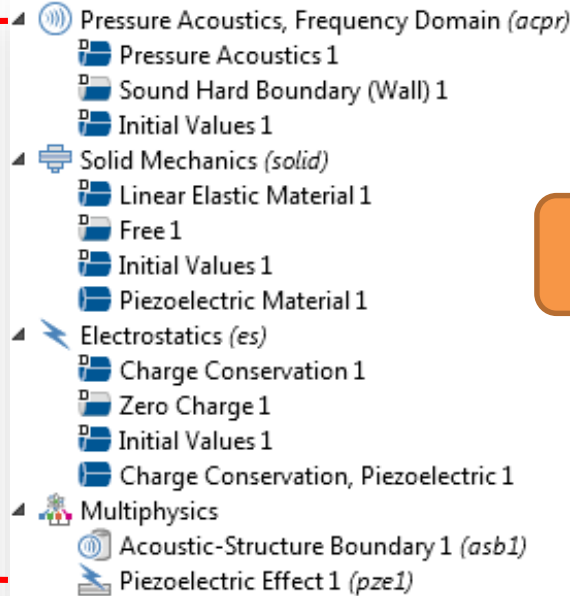 Pressure Acoustics, Frequency Domain (acpr)
D Pressure Acoustics 1
D Sound Hard Boundary (Wall) 1
D Initial Values 1
Solid Mechanics (solid)
D Linear Elastic Material 1
D Free 1
D Initial Values 1
Piezoelectric Material 1
Electrostatics (es)
D Charge Conservation 1
D Zero Charge 1
D Initial Values 1
Charge Conservation, Piezoelectric 1
Multiphysics
Acoustic-Structure Boundary 1 (asb1)
Piezoelectric Effect 1 (pze1)